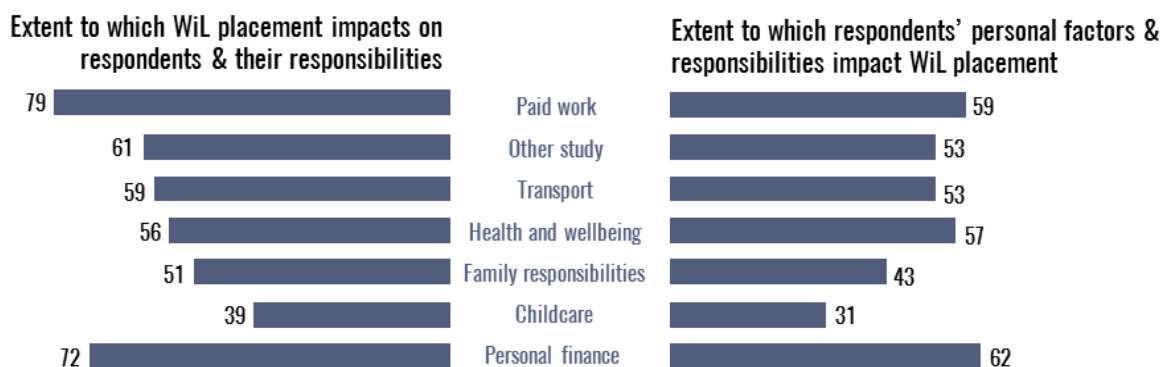 Extent to which WiL placement impacts on
respondents & their responsibilities
Extent to which respondents' personal factors &
responsibilities impact WiL placement
79 Paid work 59
61 Other study 53
59 Transport 53
56 Health and wellbeing 57
51 Family responsibilities 43
39 Childcare 31
72 Personal finance 62